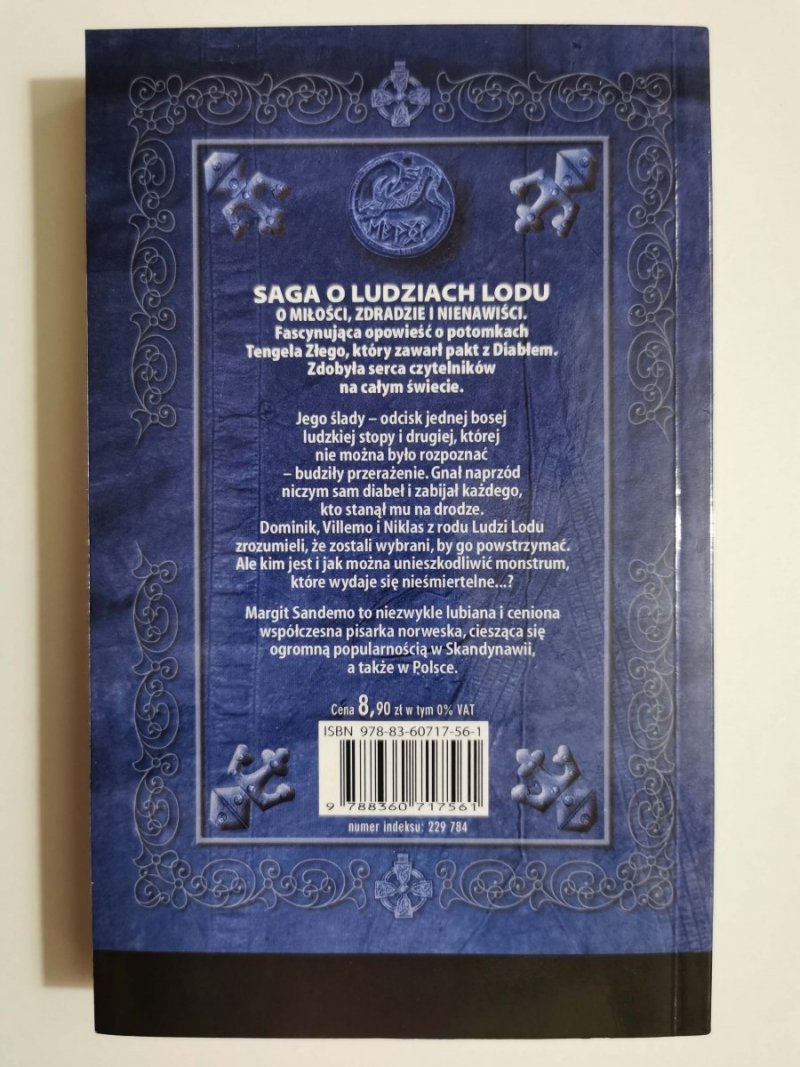 SAGA O LUDZIACH LODU
O MIŁOŚCI, ZDRADZIE I NIENAWIŚCI.
Fascynująca opowieść o potomkach
Tengela Złego, który zawarł pakt z Diabłem.
Zdobyła serca czytelników
na całym świecie.
Jego ślady – odcisk jednej bosej
ludzkiej stopy i drugiej, której
nie można było rozpoznać
– budziły przerażenie. Gnał naprzód
niczym sam diabeł i zabijał każdego,
kto stanął mu na drodze.
Dominik, Villemo i Niklas z rodu Ludzi Lodu
zrozumieli, że zostali wybrani, by go powstrzymać.
Ale kim jest i jak można unieszkodliwić monstrum,
które wydaje się nieśmiertelne...?
Margit Sandemo to niezwykle lubiana i ceniona
współczesna pisarka norweska, ciesząca się
ogromną popularnością w Skandynawii,
a także w Polsce.
Cena 8,90 zł w tym 0% VAT
ISBN 978-83-60717-56-1
9 788360 717561
numer indeksu: 229 784